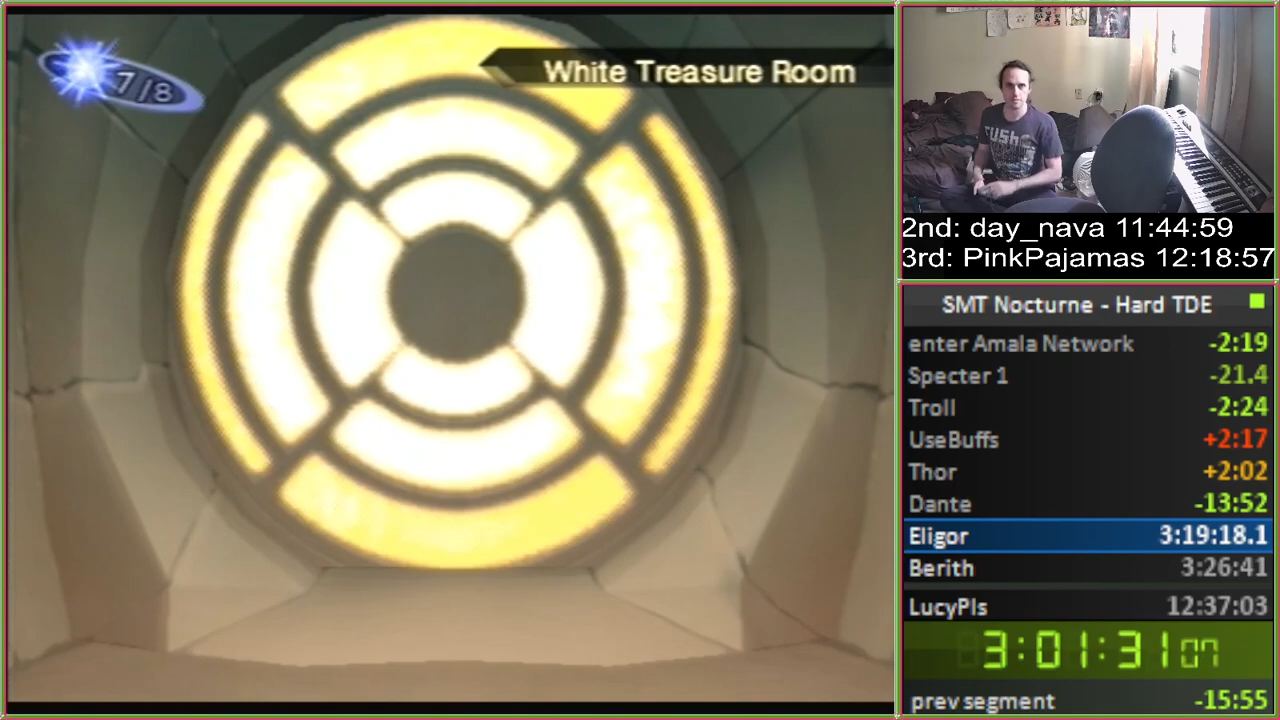 7/8
White Treasure Room
2nd: day_nava 11:44:59
3rd: PinkPajamas 12:18:57
SMT Nocturne - Hard TDE
enter Amala Network -2:19
Specter 1 -21.4
Troll -2:24
UseBuffs +2:17
Thor +2:02
Dante -13:52
Eligor 3:19:18.1
Berith 3:26:41
LucyPls 12:37:03
3:01:31 07
prev segment -15:55